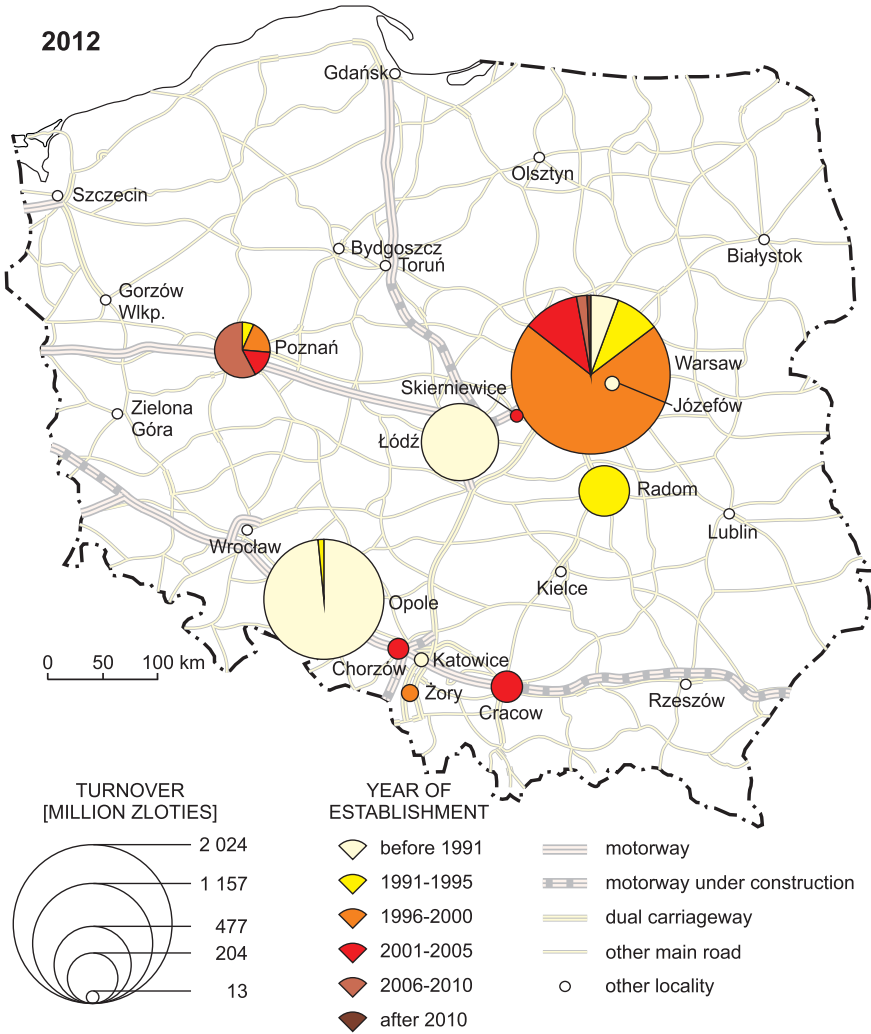 2012
Gdańsk
Olsztyn
Szczecin
Bydgoszcz
Toruń
Białystok
Gorzów
Wlkp.
Poznań
Warsaw
Skierniewice
Józefów
Zielona
Góra
Łódź
Radom
Lublin
Wrocław
Kielce
Opole
0 50 100 km
Chorzów
Katowice
Żory
Cracow
Rzeszów
TURNOVER
[MILLION ZLOTIES]
2 024
1 157
477
204
13
YEAR OF
ESTABLISHMENT
before 1991
1991-1995
1996-2000
2001-2005
2006-2010
after 2010
motorway
motorway under construction
dual carriageway
other main road
other locality